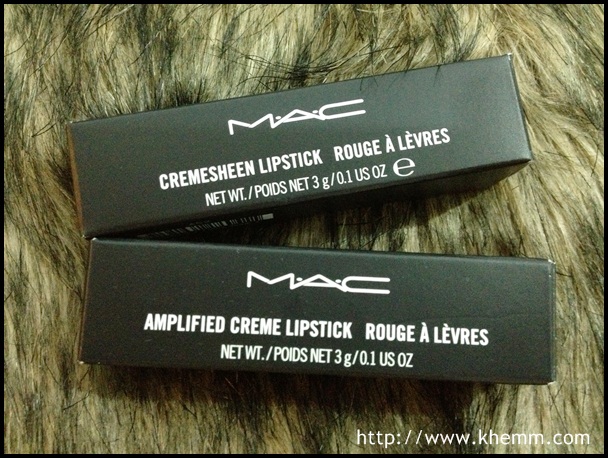 M·A·C
CREMESHEEN LIPSTICK ROUGE À LÈVRES
NET WT./POIDS NET 3 g/0.1 US OZ ℮
M·A·C
AMPLIFIED CREME LIPSTICK ROUGE À LÈVRES
NET WT./POIDS NET 3 g/0.1 US OZ
http://www.khemm.com